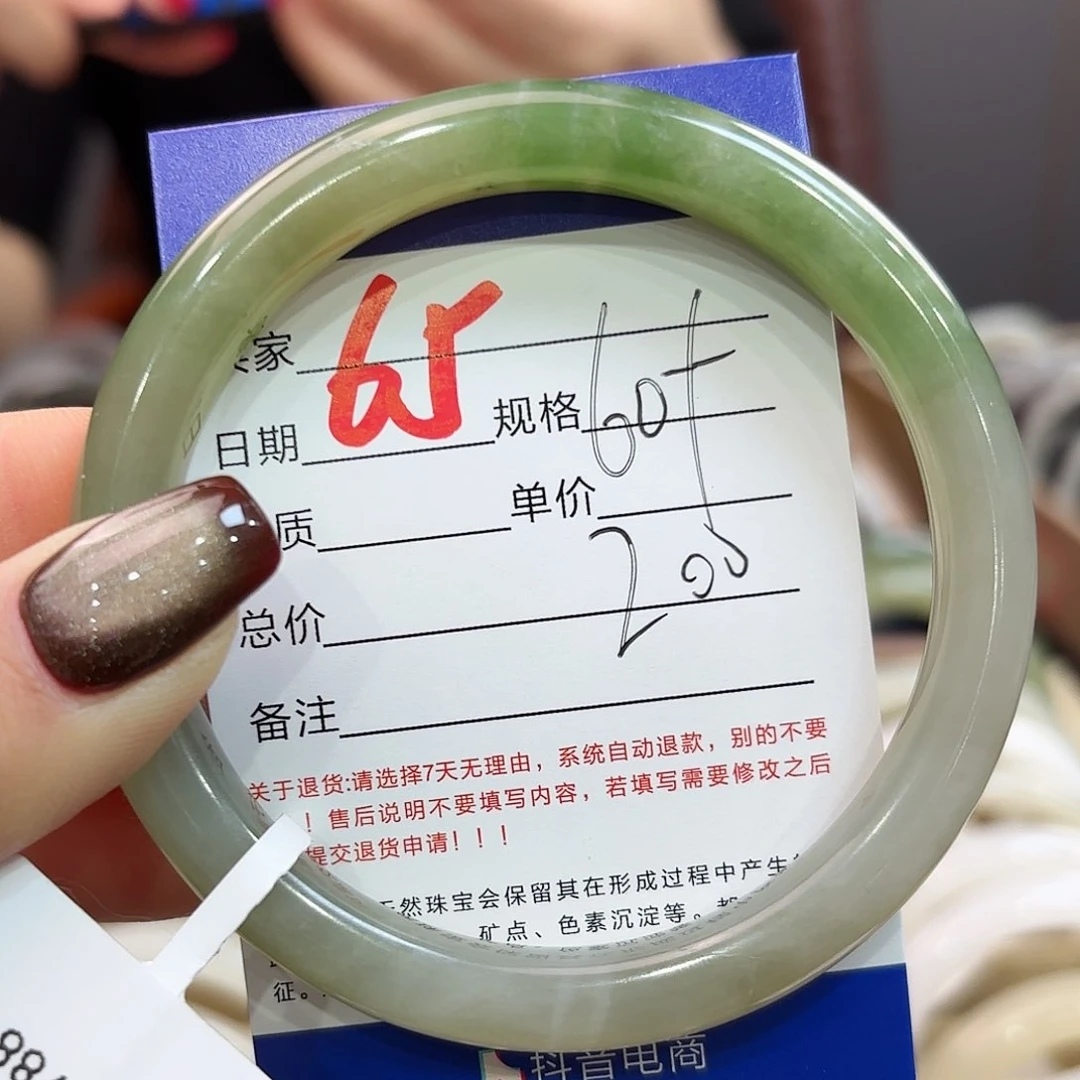 家
65
日期 规格 60+
质 单价
200
总价
备注
关于退货:请选择7天无理由，系统自动退款，别的不要
！售后说明不要填写内容，若填写需要修改之后
提交退货申请！！！
天然珠宝会保留其在形成过程中产生
矿点、色素沉淀等。
征。
抖音电商
88